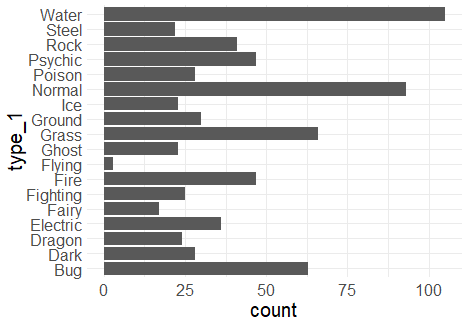 Water
Steel
Rock
Psychic
Poison
Normal
Ice
Ground
Grass
Ghost
Flying
Fire
Fighting
Fairy
Electric
Dragon
Dark
Bug
type_1
0 25 50 75 100
count